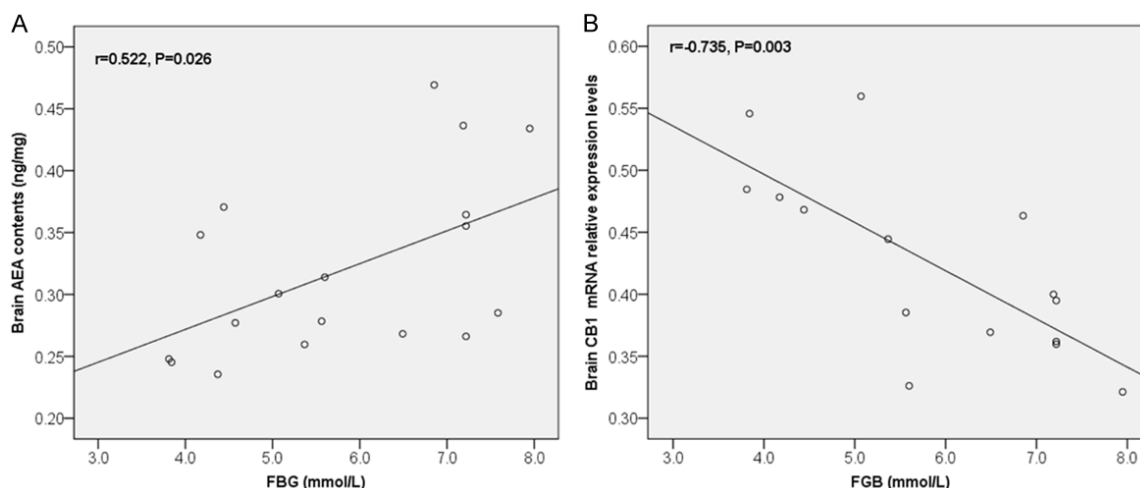 A
r=0.522, P=0.026
Brain AEA contents (ng/mg)
0.50
0.45
0.40
0.35
0.30
0.25
0.20
3.0 4.0 5.0 6.0 7.0 8.0
FBG (mmol/L)
B
r=-0.735, P=0.003
Brain CB1 mRNA relative expression levels
0.60
0.55
0.50
0.45
0.40
0.35
0.30
3.0 4.0 5.0 6.0 7.0 8.0
FGB (mmol/L)